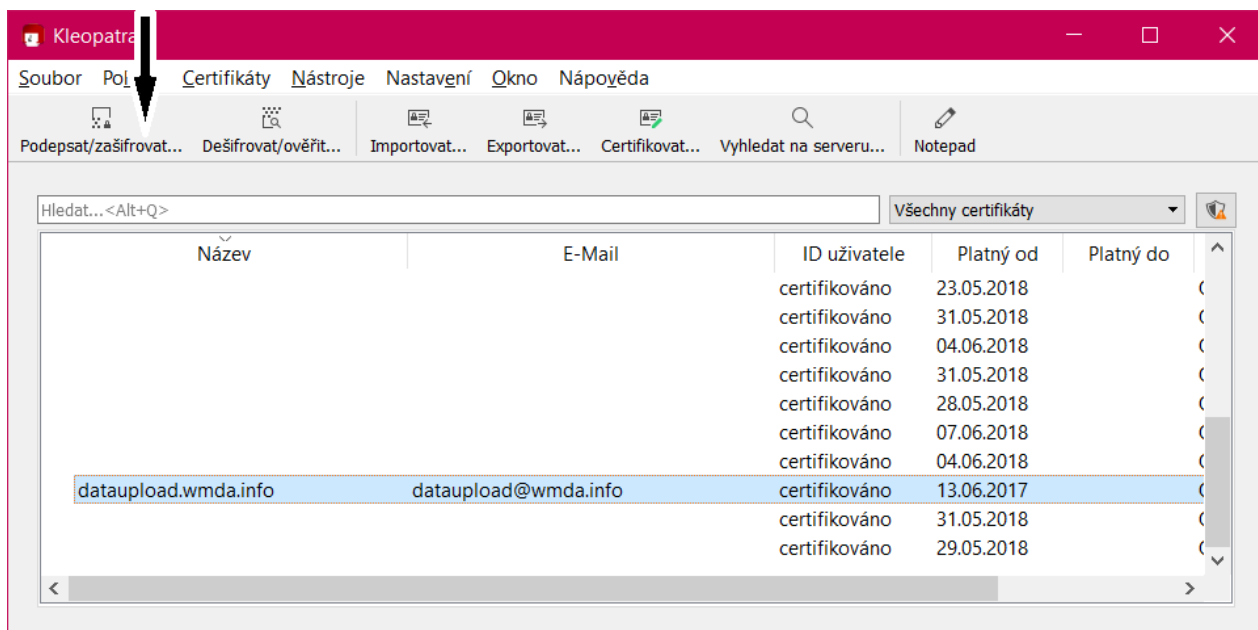 Kleopatra
Soubor Certifikáty Nástroje Nastavení Okno Nápověda
Podepsat/zašifrovat... Dešifrovat/ověřit... Importovat... Exportovat... Certifikovat... Vyhledat na serveru... Notepad
Hledat...<Alt+Q> Všechny certifikáty
Název E-Mail ID uživatele Platný od Platný do
certifikováno 23.05.2018
certifikováno 31.05.2018
certifikováno 04.06.2018
certifikováno 31.05.2018
certifikováno 28.05.2018
certifikováno 07.06.2018
certifikováno 04.06.2018
dataupload.wmda.info dataupload@wmda.info certifikováno 13.06.2017
certifikováno 31.05.2018
certifikováno 29.05.2018